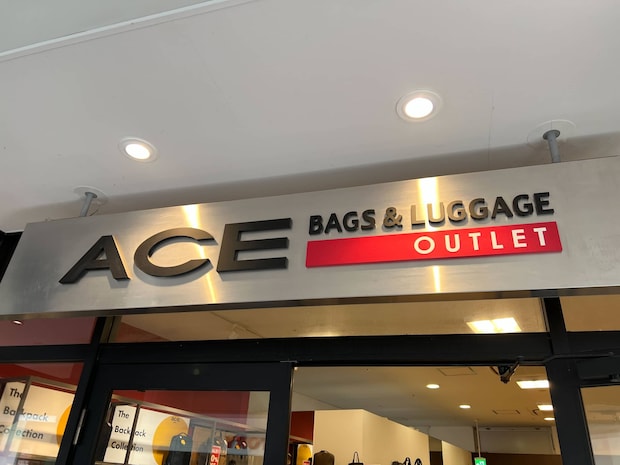 ACE
BAGS & LUGGAGE
OUTLET
The
Backpack
Collection
The
Backpack
Collection